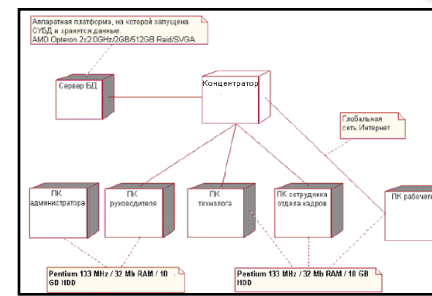 Аппаратная платформа, на которой запущена
СУБД и хранятся данные.
AMD Opteron 2x2.0GHz/2GB/512GB Raid/SVGA
Сервер БД
Концентратор
Глобальная
сеть Интернет
ПК
администратора
ПК
руководителя
ПК
технолога
ПК сотрудника
отдела кадров
ПК рабочего
Pentium 133 MHz / 32 Mb RAM / 10
GB HDD
Pentium 133 MHz / 32 Mb RAM / 10 GB
HDD